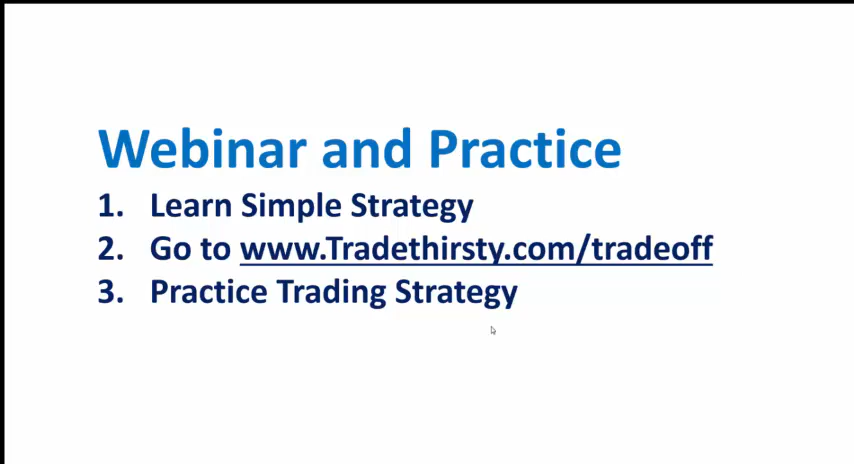 Webinar and Practice
1. Learn Simple Strategy
2. Go to www.Tradethirsty.com/tradeoff
3. Practice Trading Strategy